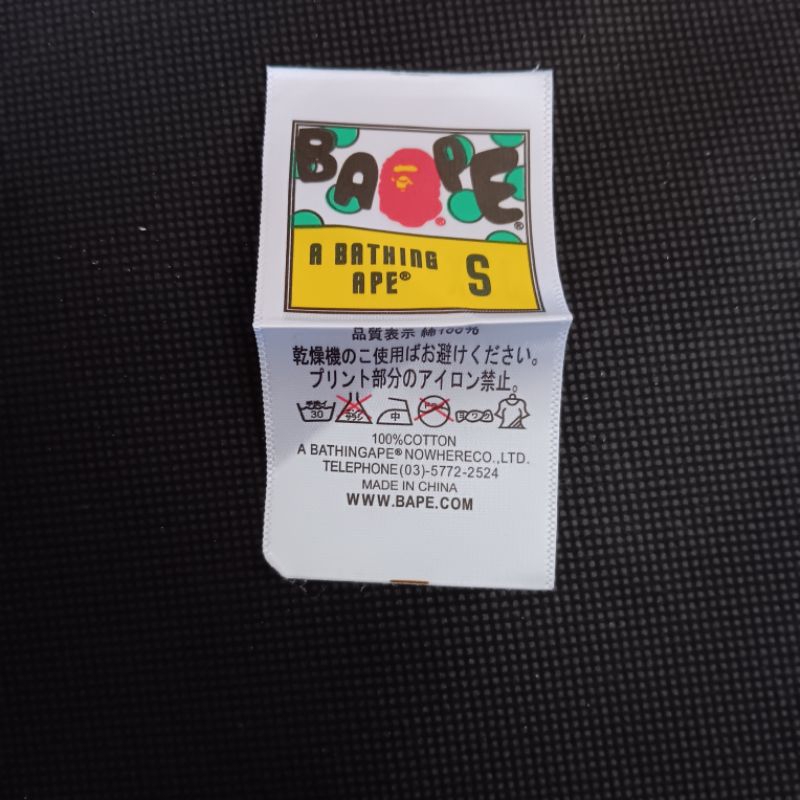 BAPE®
®
A BATHING
APE® S
品質表示 綿100%
乾燥機のご使用はお避けください。
プリント部分のアイロン禁止。
30 中
100%COTTON
A BATHINGAPE® NOWHERECO.,LTD.
TELEPHONE(03)-5772-2524
MADE IN CHINA
WWW.BAPE.COM